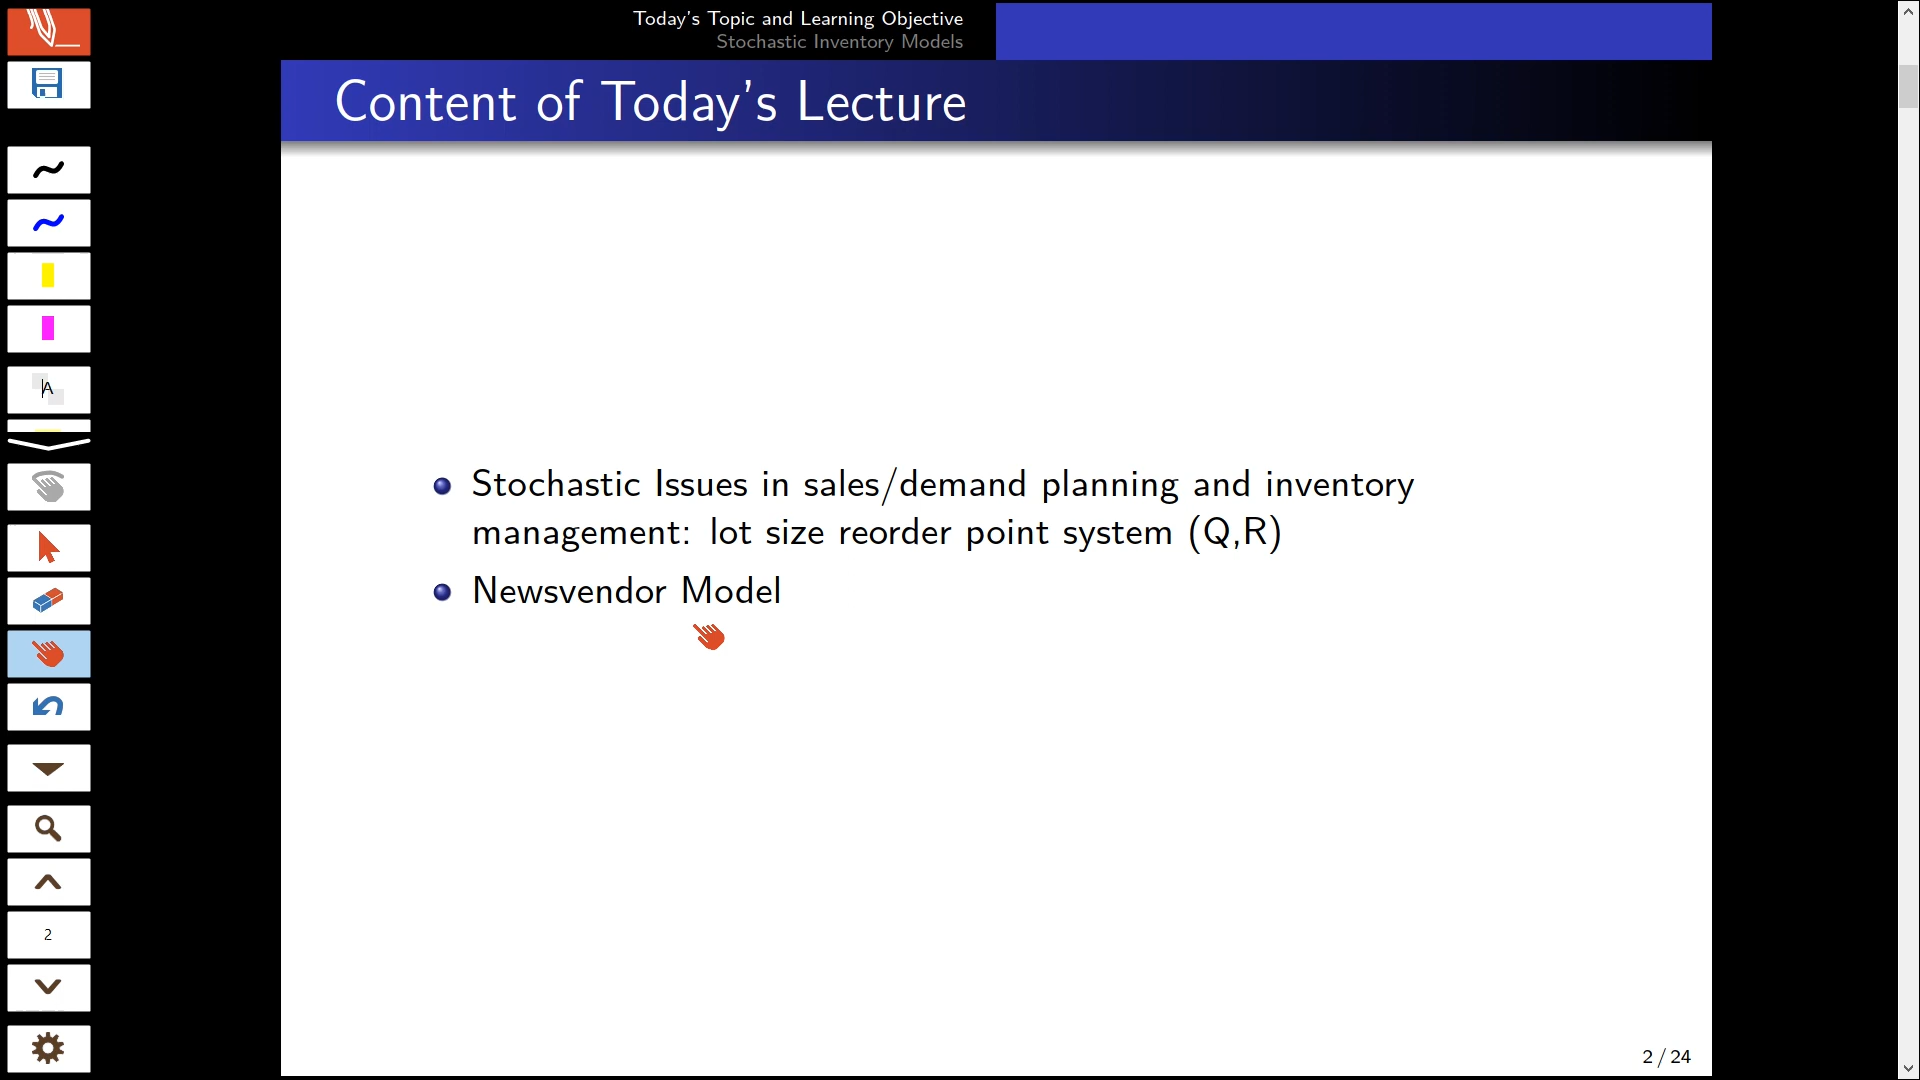 Today's Topic and Learning Objective
Stochastic Inventory Models
Content of Today's Lecture
Stochastic Issues in sales/demand planning and inventory
management: lot size reorder point system (Q,R)
Newsvendor Model
A
2
2 / 24